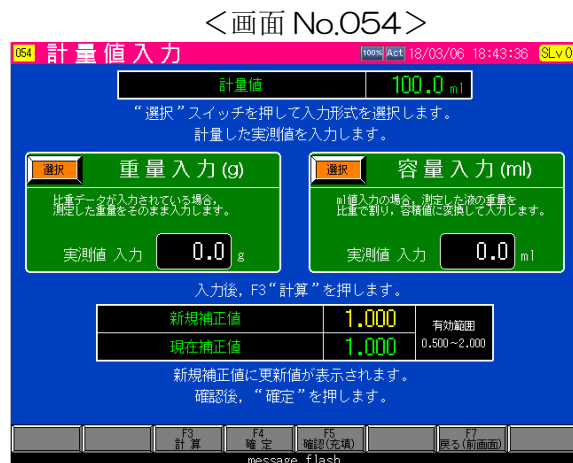 <画面 No.054>
054 計量値入力 100% Act 18/03/06 18:43:36 SLv0
計量値 100.0 ml
“選択”スイッチを押して入力形式を選択します。
計量した実測値を入力します。
選択 重量入力(g)
比重データが入力されている場合,
測定した重量をそのまま入力します。
実測値 入力 0.0 g
選択 容量入力(ml)
ml値入力の場合, 測定した液の重量を
比重で割り, 容積値に変換して入力します。
実測値 入力 0.0 ml
入力後, F3“計算”を押します。
新規補正値 1.000
現在補正値 1.000
有効範囲
0.500~2.000
新規補正値に更新値が表示されます。
確認後, “確定”を押します。
F3 F4 F5 F7
計算 確定 確認(充填) 戻る(前画面)
message flash